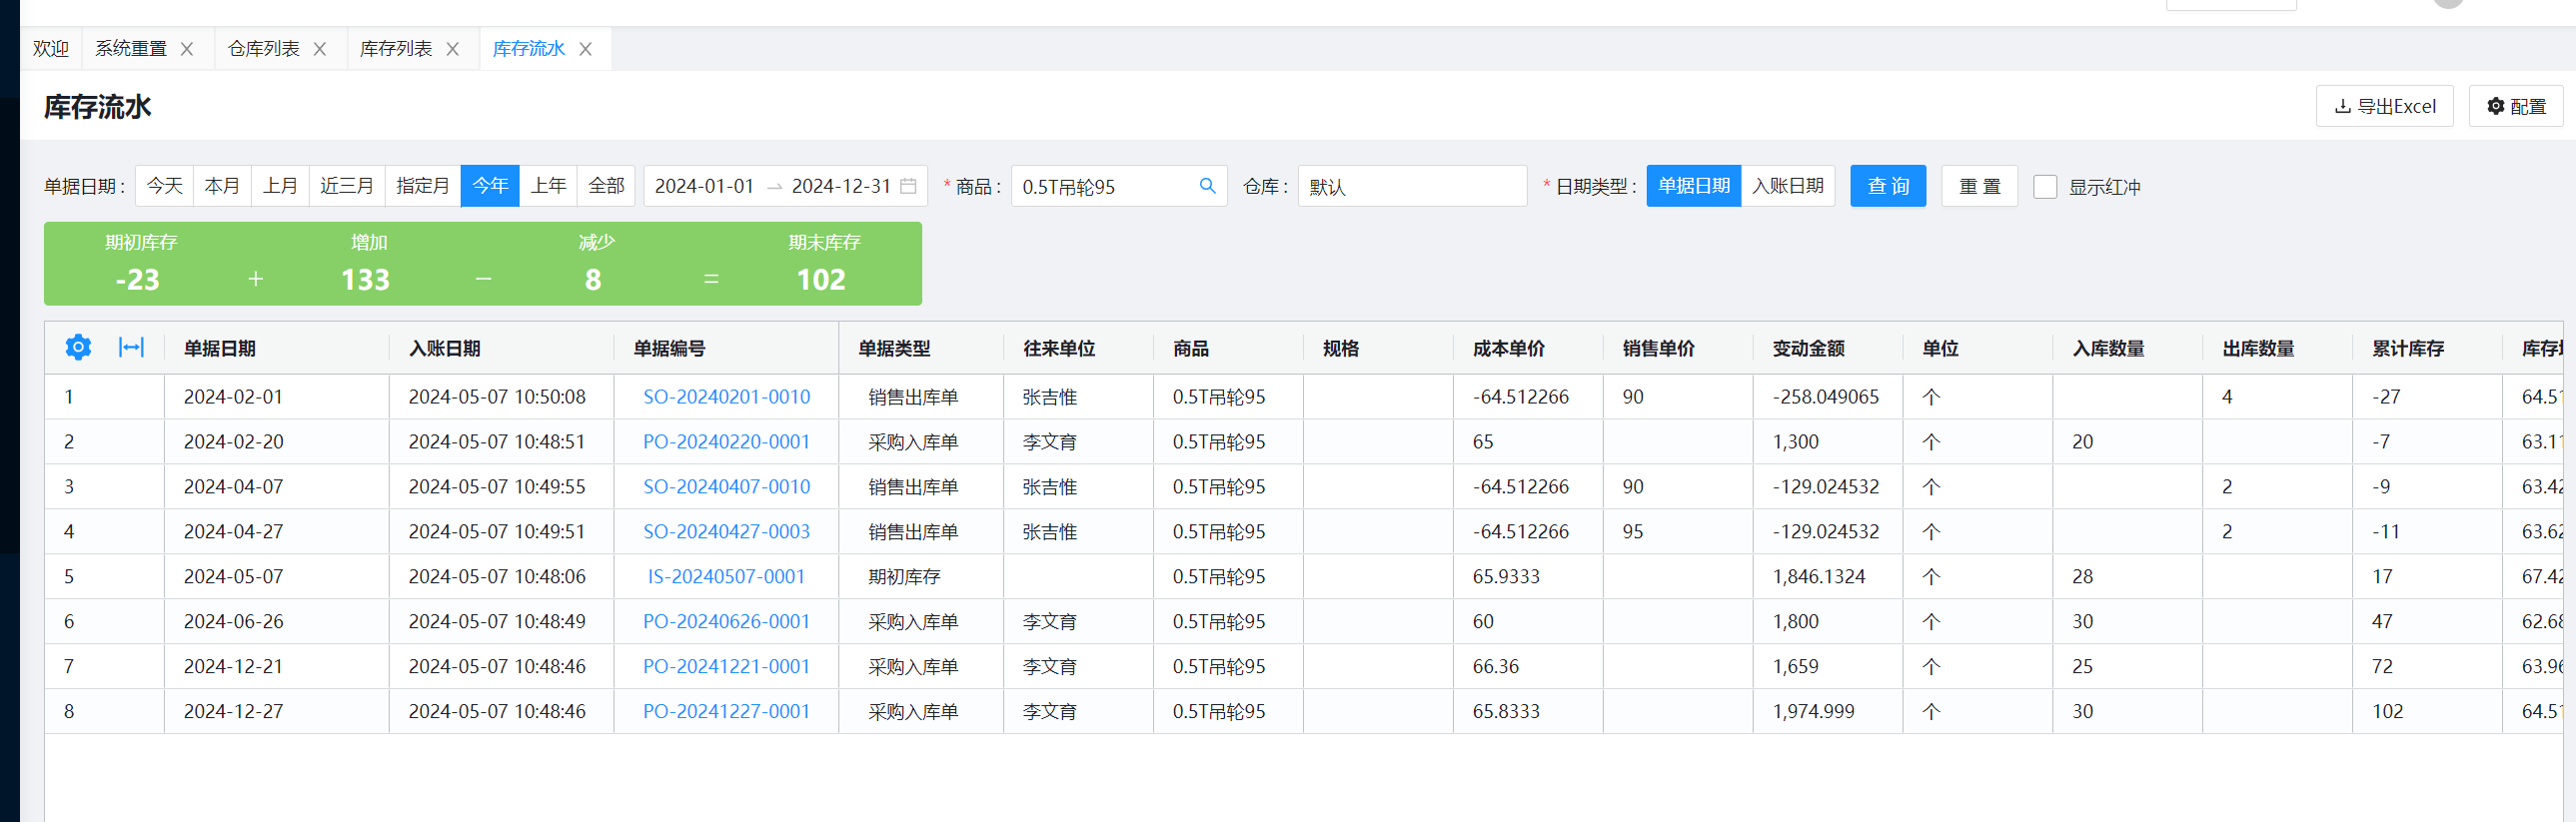 欢迎 系统重置 仓库列表 库存列表 库存流水
库存流水 导出Excel 配置
单据日期 : 今天 本月 上月 近三月 指定月 今年 上年 全部 2024-01-01 → 2024-12-31 * 商品 : 0.5T吊轮95 仓库 : 默认 * 日期类型 : 单据日期 入账日期 查 询 重 置 显示红冲
期初库存 增加 减少 期末库存
-23 + 133 − 8 = 102
单据日期 入账日期 单据编号 单据类型 往来单位 商品 规格 成本单价 销售单价 变动金额 单位 入库数量 出库数量 累计库存 库存
1 2024-02-01 2024-05-07 10:50:08 SO-20240201-0010 销售出库单 张吉惟 0.5T吊轮95 -64.512266 90 -258.049065 个 4 -27 64.51
2 2024-02-20 2024-05-07 10:48:51 PO-20240220-0001 采购入库单 李文育 0.5T吊轮95 65 1,300 个 20 -7 63.11
3 2024-04-07 2024-05-07 10:49:55 SO-20240407-0010 销售出库单 张吉惟 0.5T吊轮95 -64.512266 90 -129.024532 个 2 -9 63.42
4 2024-04-27 2024-05-07 10:49:51 SO-20240427-0003 销售出库单 张吉惟 0.5T吊轮95 -64.512266 95 -129.024532 个 2 -11 63.62
5 2024-05-07 2024-05-07 10:48:06 IS-20240507-0001 期初库存 0.5T吊轮95 65.9333 1,846.1324 个 28 17 67.42
6 2024-06-26 2024-05-07 10:48:49 PO-20240626-0001 采购入库单 李文育 0.5T吊轮95 60 1,800 个 30 47 62.68
7 2024-12-21 2024-05-07 10:48:46 PO-20241221-0001 采购入库单 李文育 0.5T吊轮95 66.36 1,659 个 25 72 63.96
8 2024-12-27 2024-05-07 10:48:46 PO-20241227-0001 采购入库单 李文育 0.5T吊轮95 65.8333 1,974.999 个 30 102 64.51